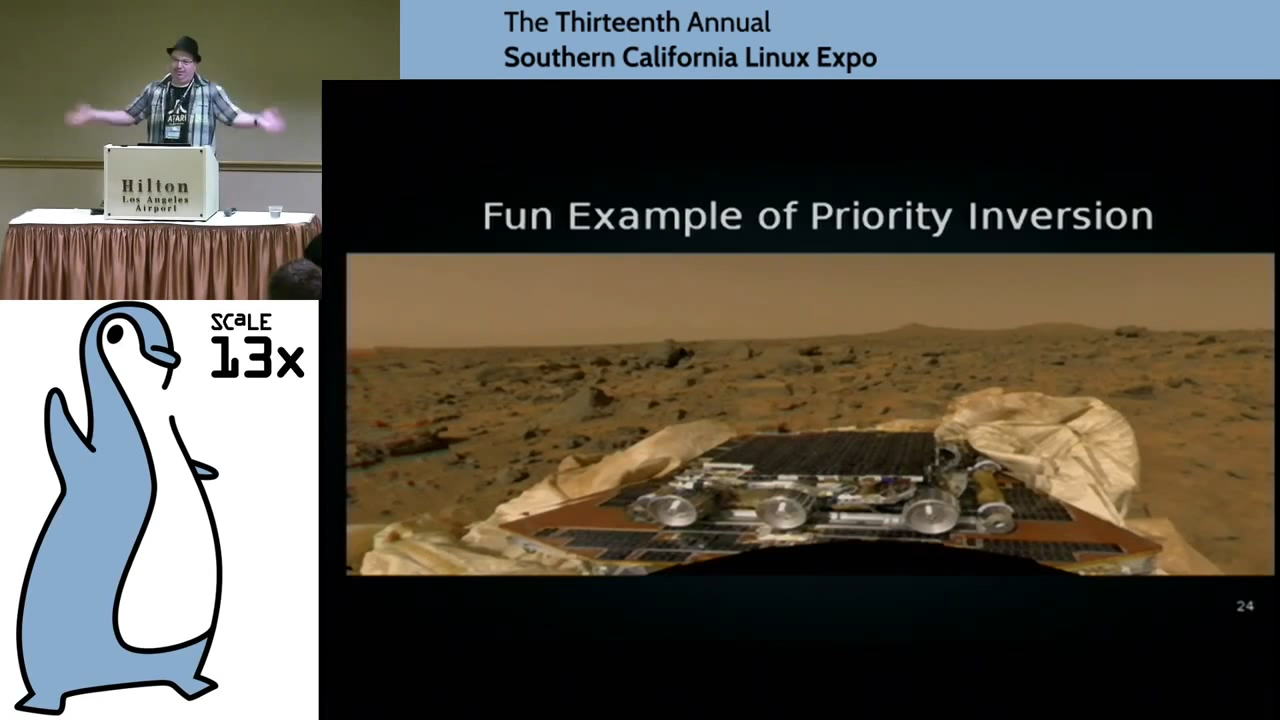 The Thirteenth Annual
Southern California Linux Expo
ATARI
Hilton
Los Angeles
Airport
SCaLE
13x
Fun Example of Priority Inversion
24